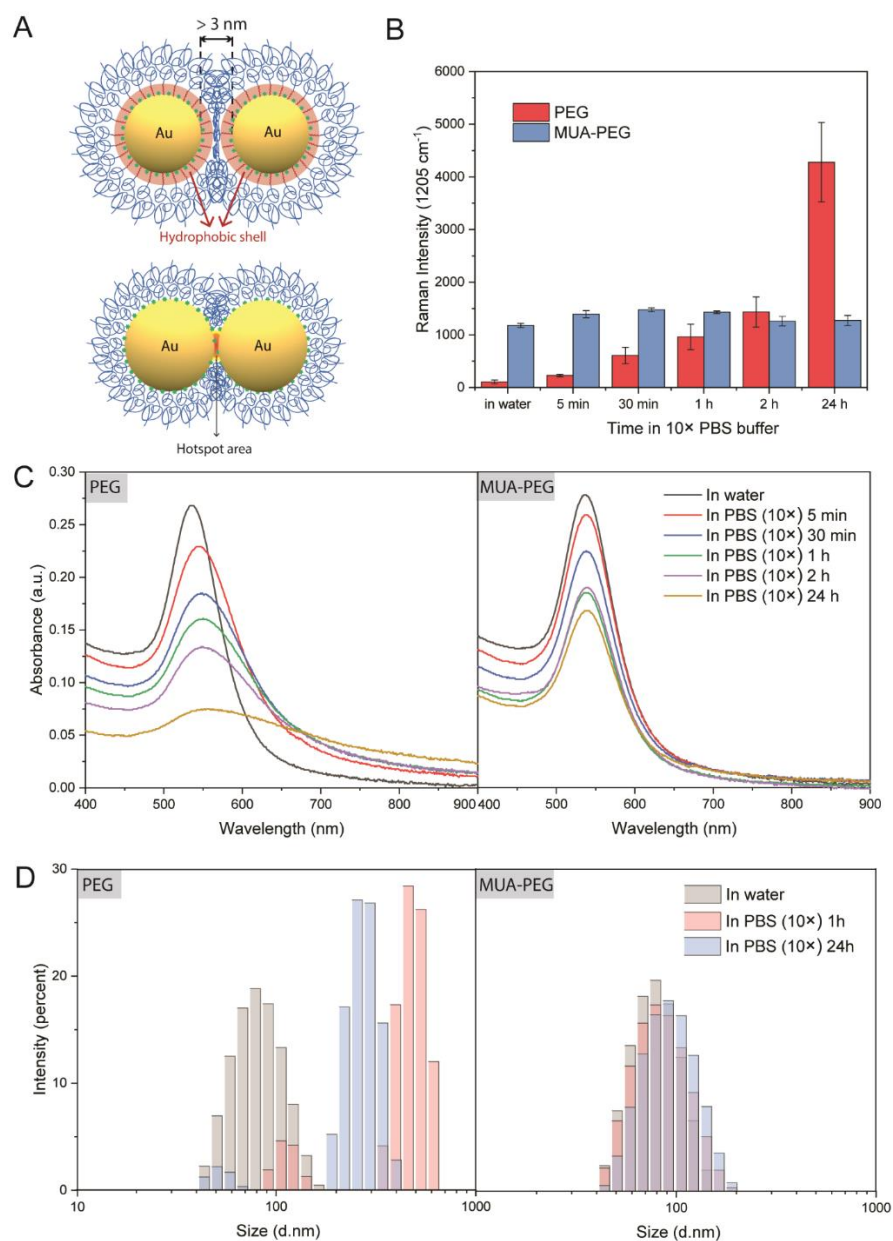 A
> 3 nm
Au
Au
Hydrophobic shell
Au
Au
Hotspot area
B
6000
5000
4000
3000
2000
1000
0
Raman Intensity (1205 cm⁻¹)
PEG
MUA-PEG
in water
5 min
30 min
1 h
2 h
24 h
Time in 10× PBS buffer
C
0.30
0.25
0.20
0.15
0.10
0.05
0.00
Absorbance (a.u.)
PEG
400
500
600
700
800
900
Wavelength (nm)
MUA-PEG
In water
In PBS (10×) 5 min
In PBS (10×) 30 min
In PBS (10×) 1 h
In PBS (10×) 2 h
In PBS (10×) 24 h
400
500
600
700
800
900
Wavelength (nm)
D
30
20
10
0
Intensity (percent)
PEG
10
100
1000
Size (d.nm)
MUA-PEG
In water
In PBS (10×) 1h
In PBS (10×) 24h
100
1000
Size (d.nm)